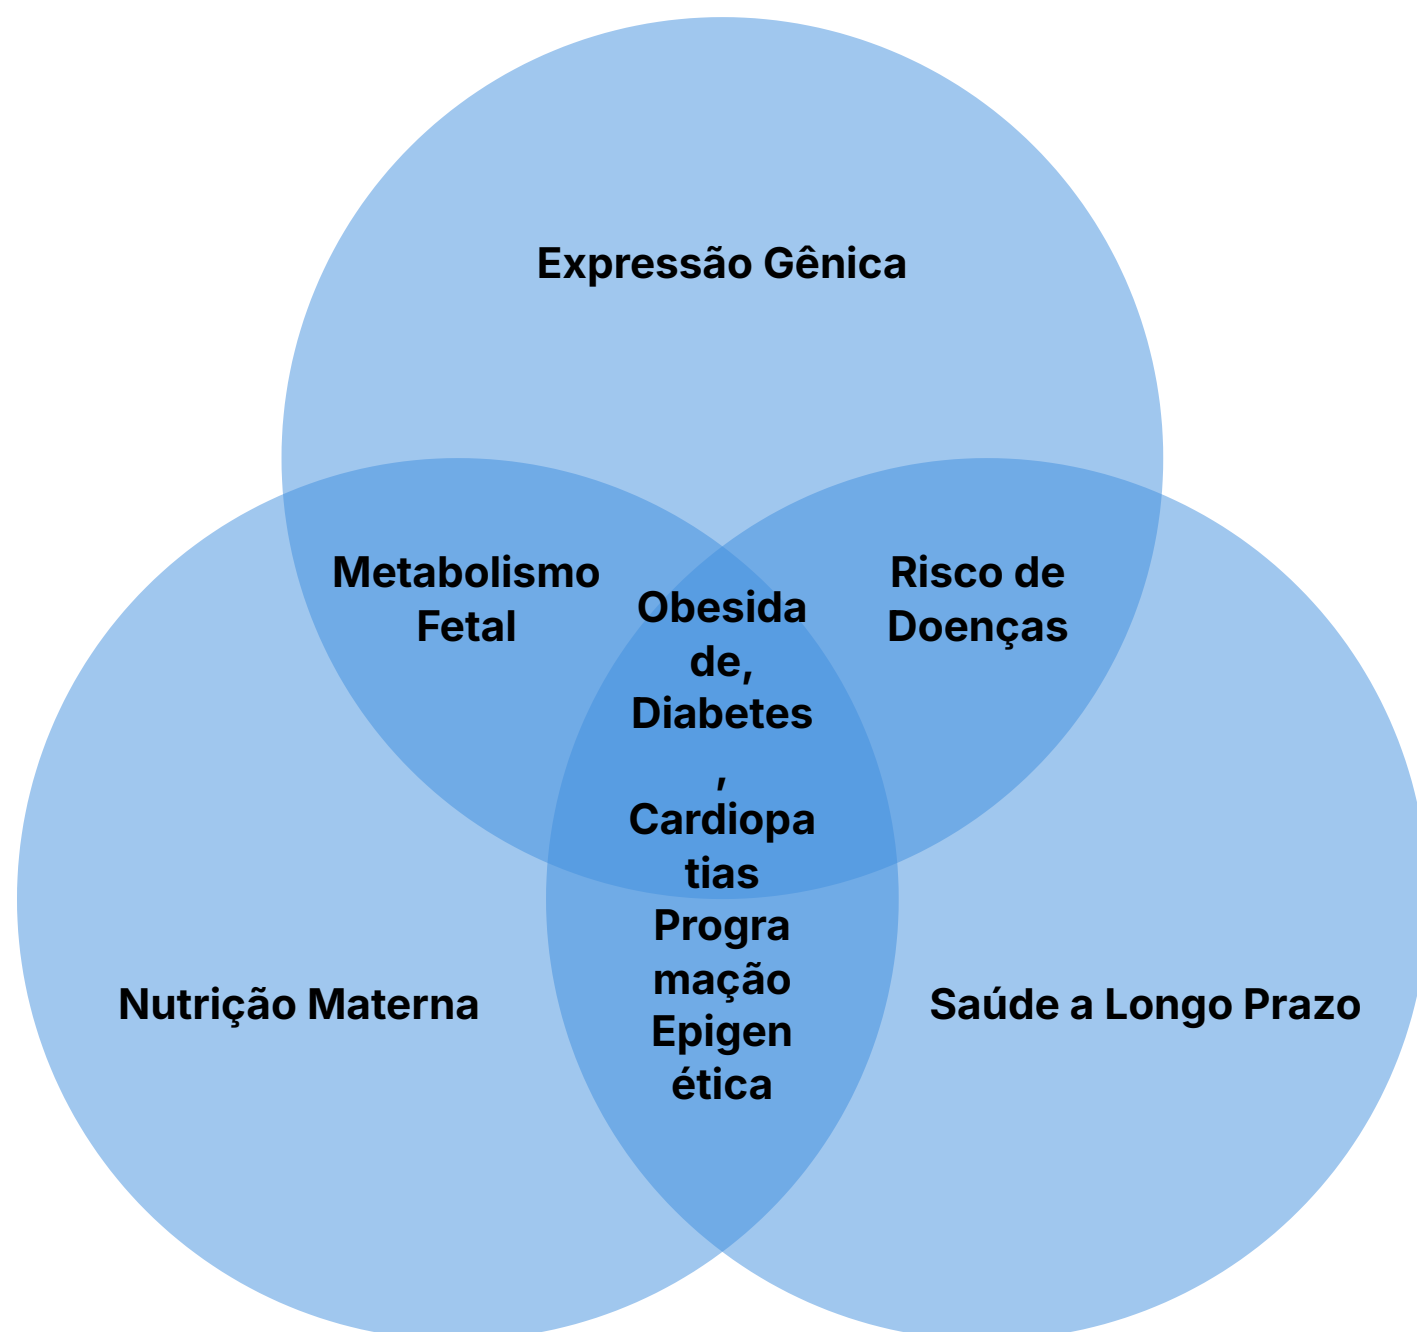 Expressão Gênica
Metabolismo
Fetal
Obesida
de,
Diabetes
,
Cardiopa
tias
Risco de
Doenças
Progra
mação
Epigen
ética
Nutrição Materna
Saúde a Longo Prazo